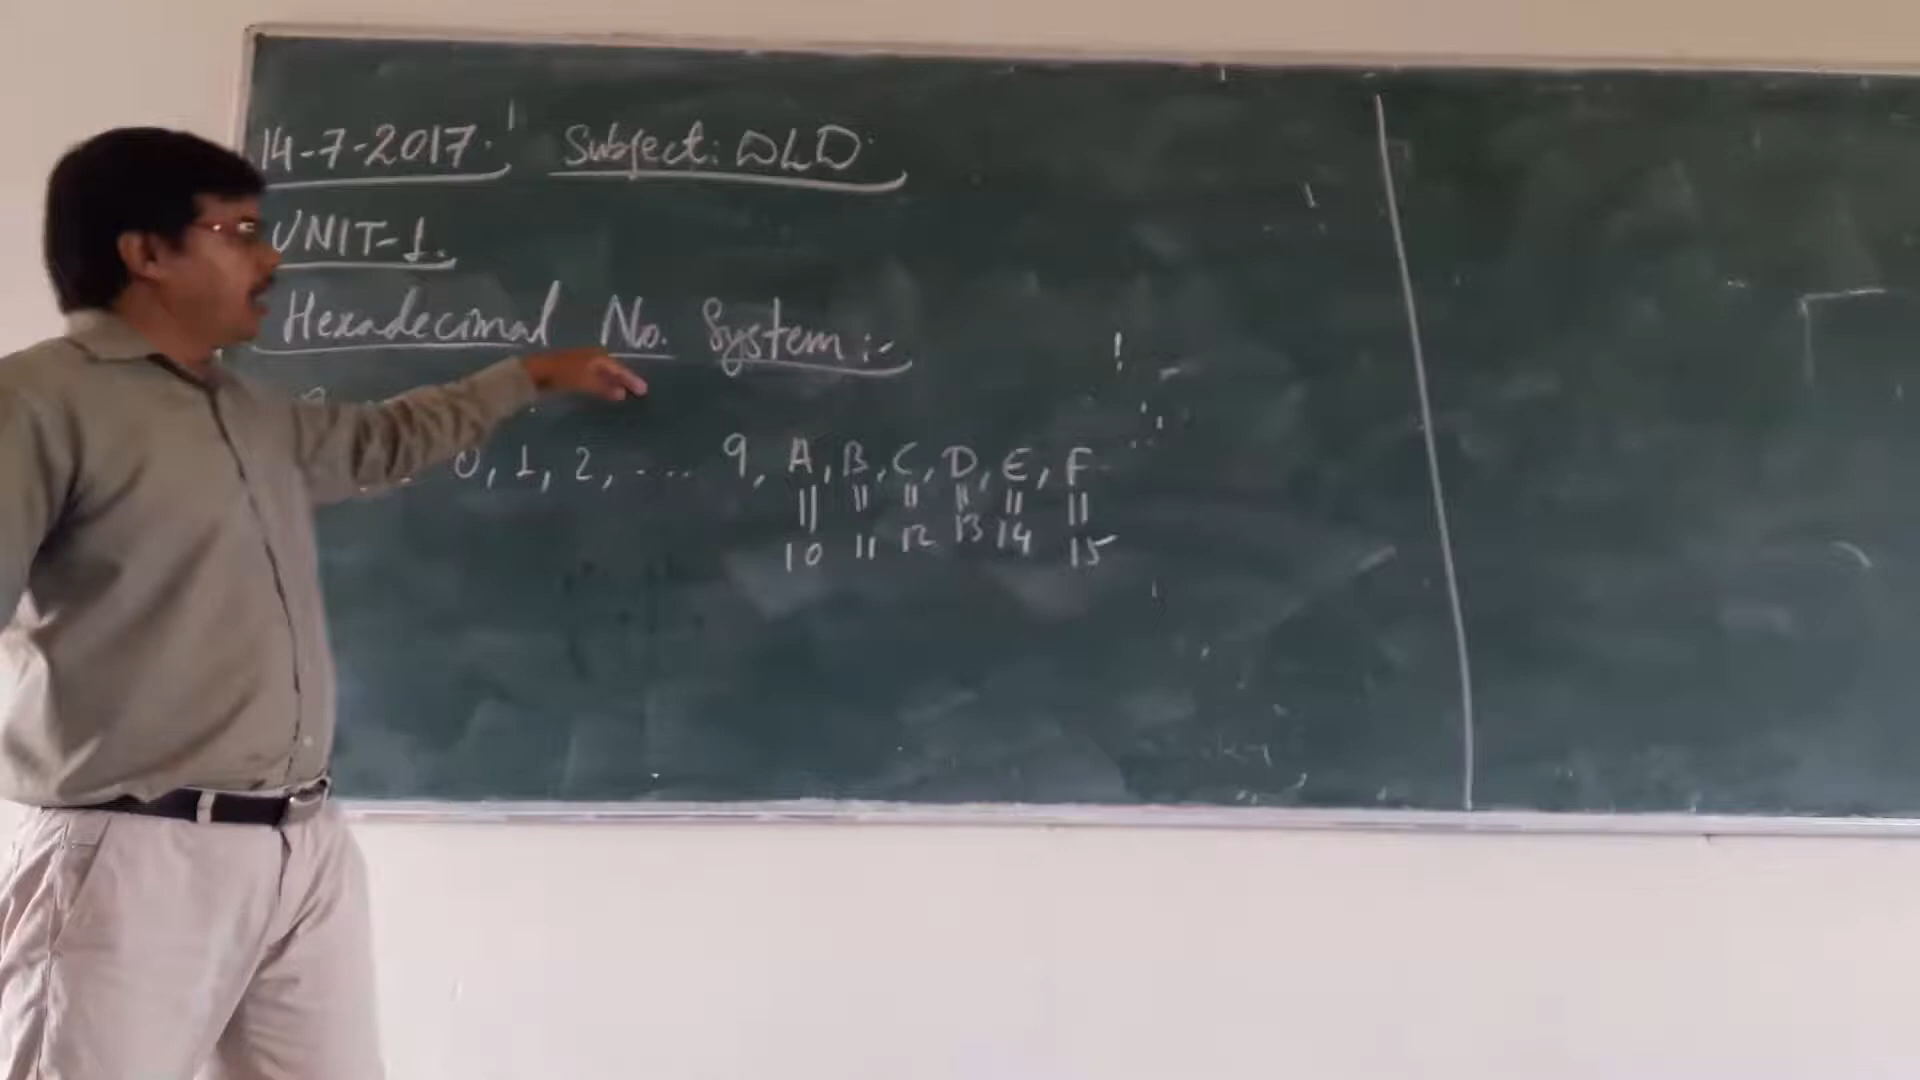 14-7-2017. Subject: DLD.
UNIT-1.
Hexadecimal No. System :-
0, 1, 2, .... 9, A, B, C, D, E, F
|| || || || || ||
10 11 12 13 14 15